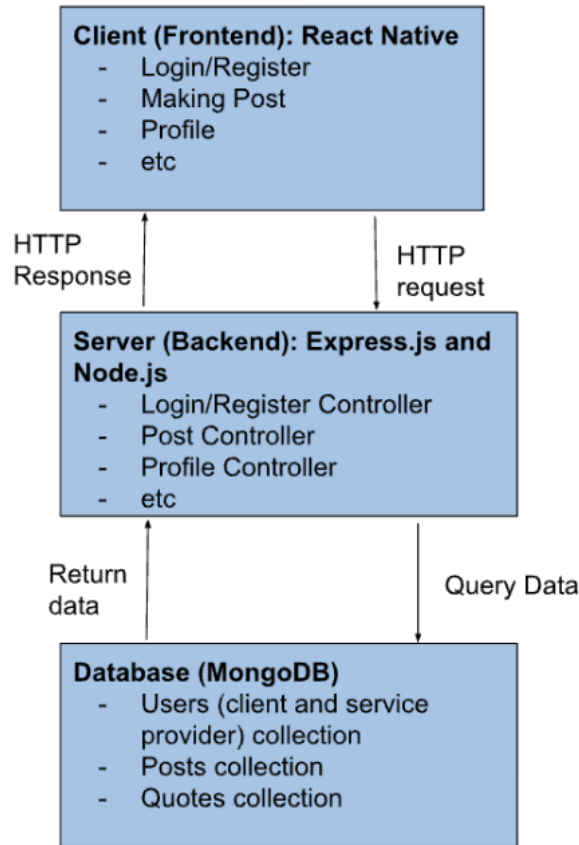 Client (Frontend): React Native
- Login/Register
- Making Post
- Profile
- etc
HTTP
Response
HTTP
request
Server (Backend): Express.js and
Node.js
- Login/Register Controller
- Post Controller
- Profile Controller
- etc
Return
data
Query Data
Database (MongoDB)
- Users (client and service
provider) collection
- Posts collection
- Quotes collection